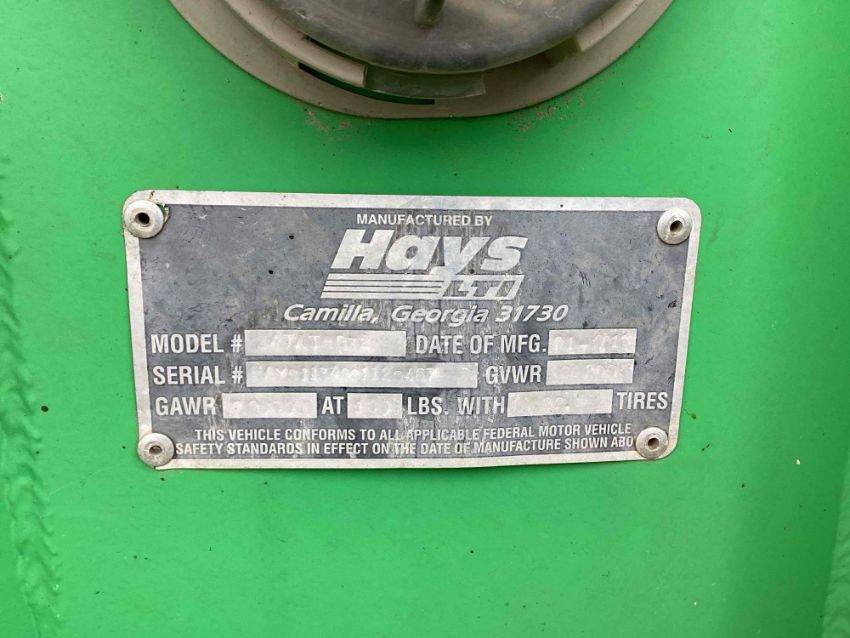 MANUFACTURED BY
Hays
LTI
Camilla, Georgia 31730
MODEL # DATE OF MFG.
SERIAL # GVWR
GAWR AT LBS. WITH TIRES
THIS VEHICLE CONFORMS TO ALL APPLICABLE FEDERAL MOTOR VEHICLE
SAFETY STANDARDS IN EFFECT ON THE DATE OF MANUFACTURE SHOWN ABO